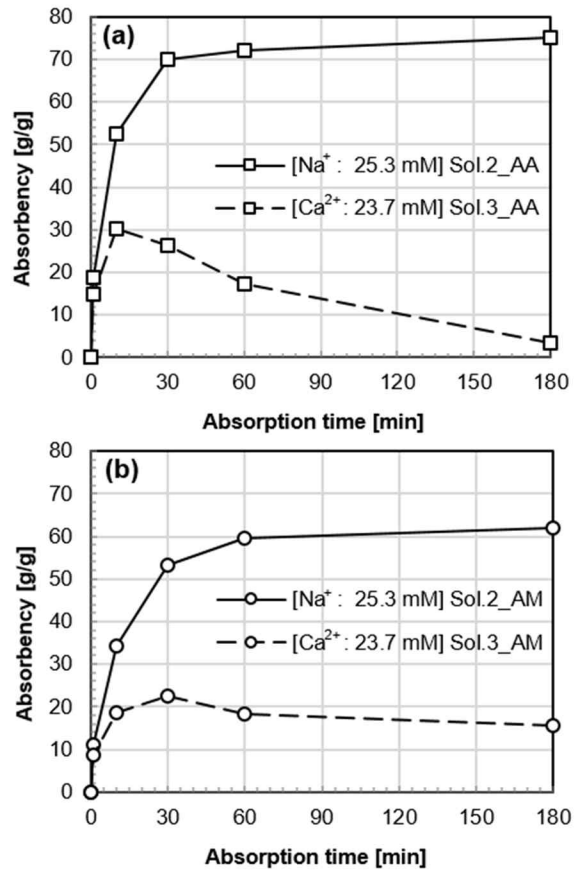 (a)
80
70
60
50
40
30
20
10
0
Absorbency [g/g]
[Na⁺ : 25.3 mM] Sol.2_AA
[Ca²⁺ : 23.7 mM] Sol.3_AA
0 30 60 90 120 150 180
Absorption time [min]
(b)
80
70
60
50
40
30
20
10
0
Absorbency [g/g]
[Na⁺ : 25.3 mM] Sol.2_AM
[Ca²⁺ : 23.7 mM] Sol.3_AM
0 30 60 90 120 150 180
Absorption time [min]